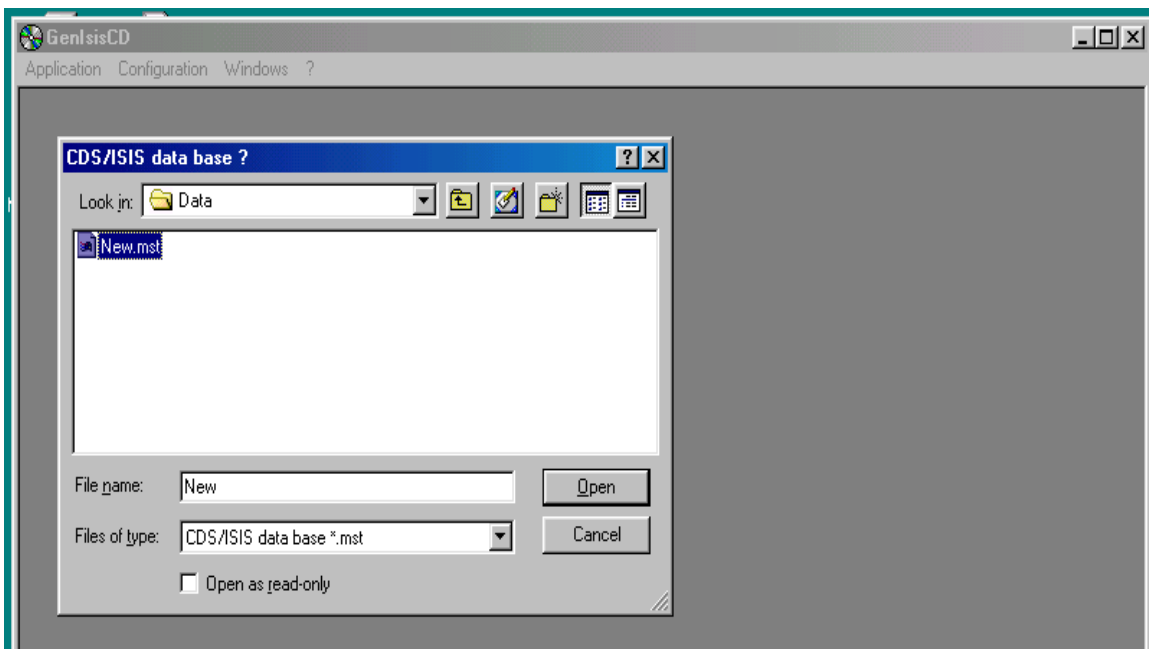 GenIsisCD
Application Configuration Windows ?
CDS/ISIS data base ?
Look in: Data
New.mst
File name: New Open
Files of type: CDS/ISIS data base *.mst Cancel
Open as read-only